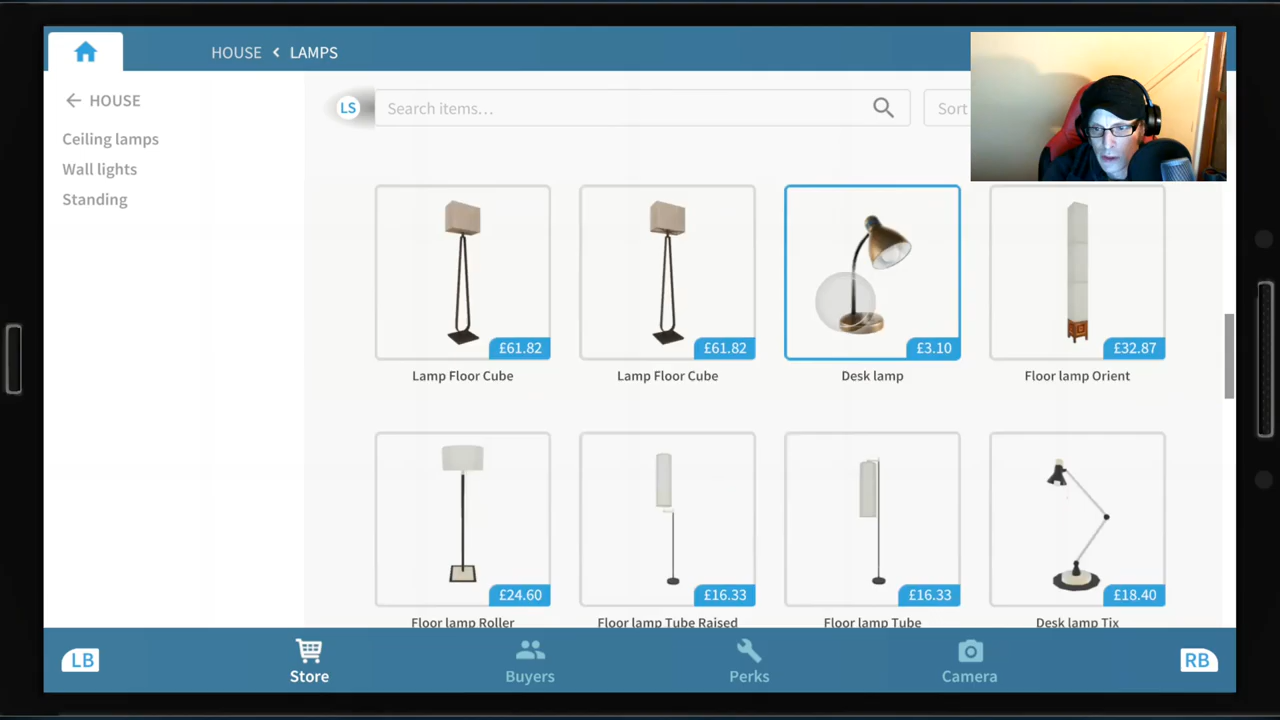 HOUSE < LAMPS
HOUSE
Ceiling lamps
Wall lights
Standing
LS
Search items...
Sort
£61.82
£61.82
£3.10
£32.87
Lamp Floor Cube
Lamp Floor Cube
Desk lamp
Floor lamp Orient
£24.60
£16.33
£16.33
£18.40
Floor lamp Roller
Floor lamp Tube Raised
Floor lamp Tube
Desk lamp Tix
LB
Store
Buyers
Perks
Camera
RB